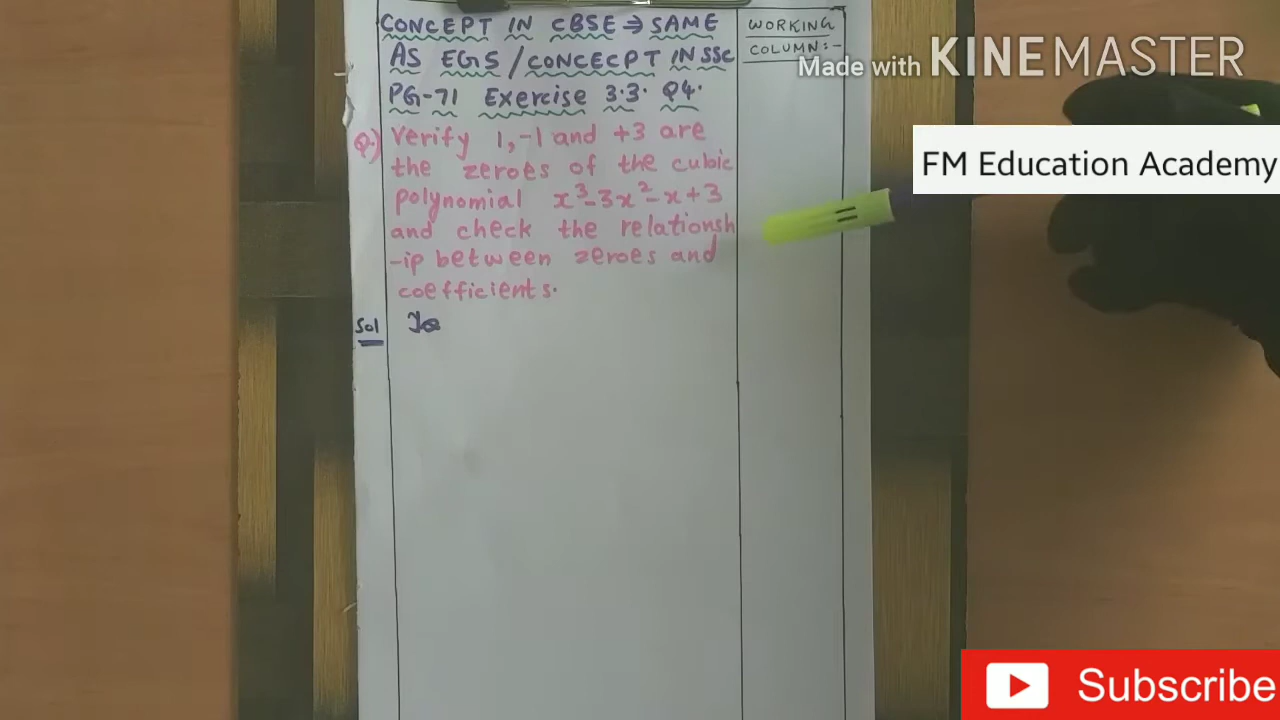 CONCEPT IN CBSE → SAME
AS EGS/CONCECPT IN SSC
PG-71 Exercise 3.3. Q4.
Q.) Verify 1, -1 and +3 are
the zeroes of the cubic
polynomial x³-3x²-x+3
and check the relationsh
-ip between zeroes and
coefficients.
Sol
WORKING
COLUMN:-
Made with KINEMASTER
FM Education Academy
Subscribe